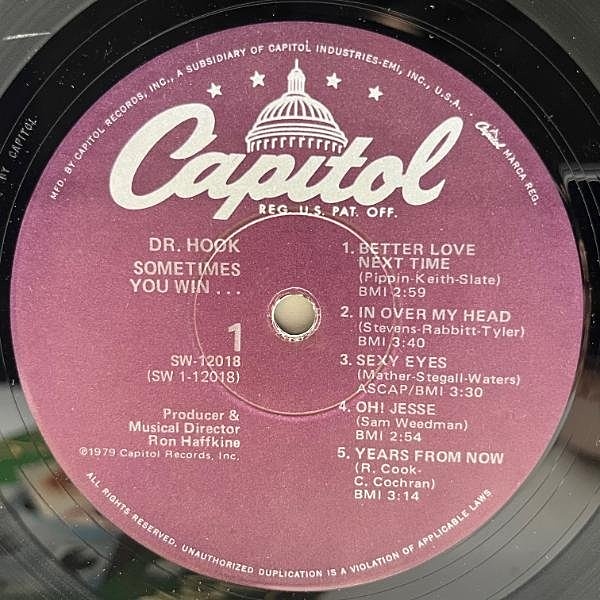 MFD. BY CAPITOL RECORDS, INC., A SUBSIDIARY OF CAPITOL INDUSTRIES-EMI, INC., U.S.A.. Capitol MARCA REG.
BY CAPITOL.
Capitol
REG. U.S. PAT. OFF.
DR. HOOK
SOMETIMES
YOU WIN ...
1
SW-12018
(SW 1-12018)
Producer &
Musical Director
Ron Haffkine
℗1979 Capitol Records, Inc.
1. BETTER LOVE
NEXT TIME
(Pippin-Keith-Slate)
BMI 2:59
2. IN OVER MY HEAD
(Stevens-Rabbitt-Tyler)
BMI 3:40
3. SEXY EYES
(Mather-Stegall-Waters)
ASCAP/BMI 3:30
4. OH! JESSE
(Sam Weedman)
BMI 2:54
5. YEARS FROM NOW
(R. Cook-
C. Cochran)
BMI 3:14
ALL RIGHTS RESERVED. UNAUTHORIZED DUPLICATION IS A VIOLATION OF APPLICABLE LAWS